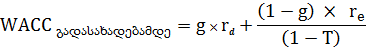 WACC გადასახადებამდე = g × r_d + (1 − g) × r_e / (1 − T)